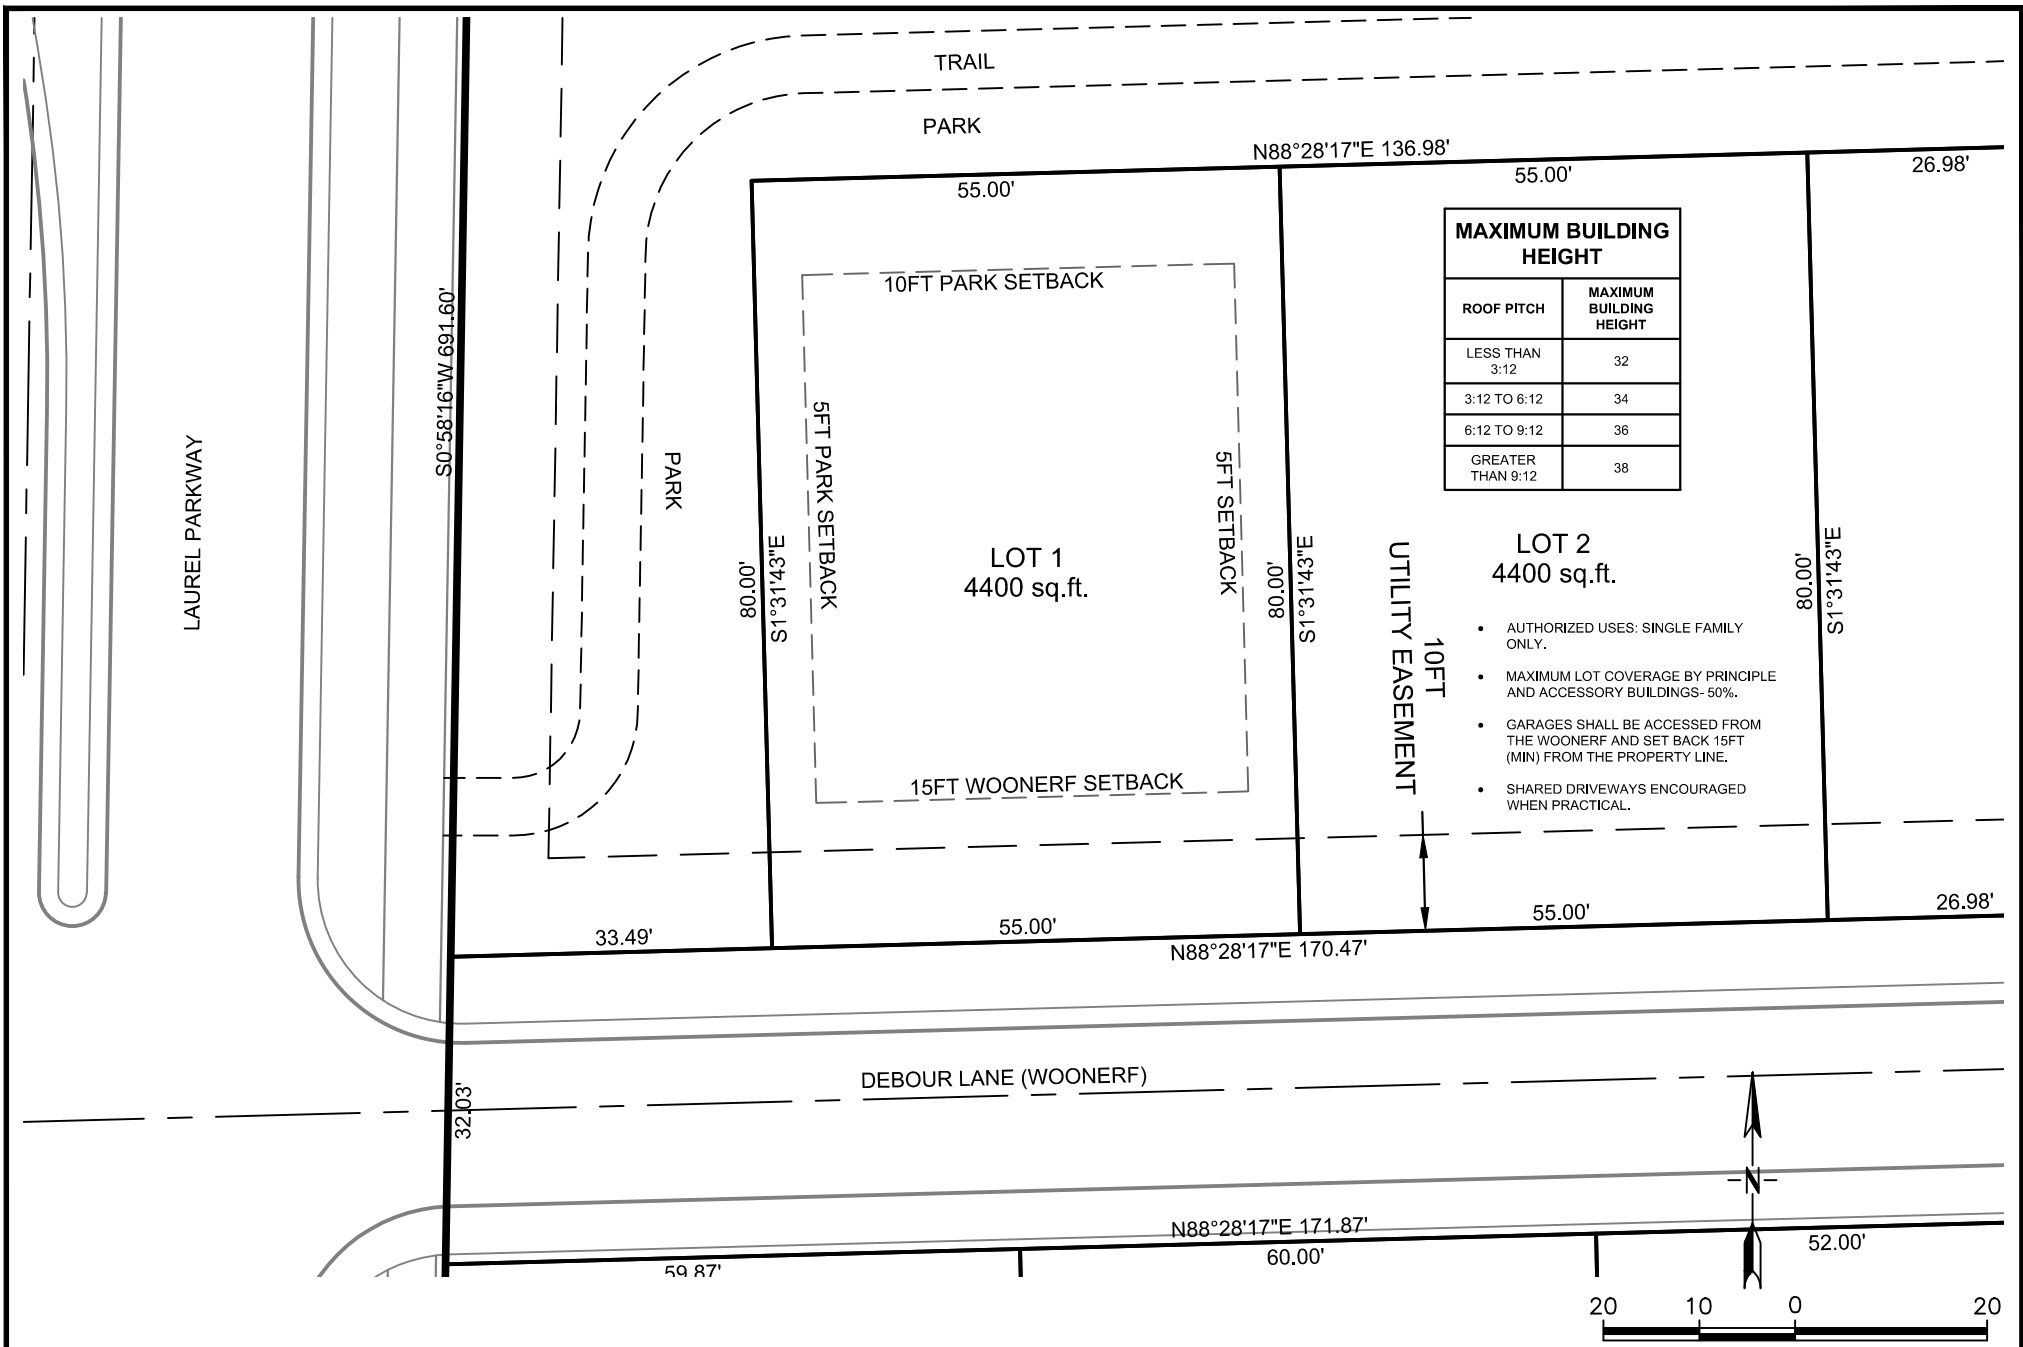 TRAIL
PARK
N88°28'17"E 136.98'
55.00'
55.00'
26.98'
MAXIMUM BUILDING
HEIGHT
ROOF PITCH
MAXIMUM
BUILDING
HEIGHT
LESS THAN
3:12
32
3:12 TO 6:12
34
6:12 TO 9:12
36
GREATER
THAN 9:12
38
10FT PARK SETBACK
S0°58'16"W 691.60'
LAUREL PARKWAY
PARK
5FT PARK SETBACK
5FT SETBACK
80.00'
S1°31'43"E
LOT 1
4400 sq.ft.
80.00'
S1°31'43"E
10FT
UTILITY EASEMENT
LOT 2
4400 sq.ft.
80.00'
S1°31'43"E
• AUTHORIZED USES: SINGLE FAMILY
ONLY.
• MAXIMUM LOT COVERAGE BY PRINCIPLE
AND ACCESSORY BUILDINGS- 50%.
• GARAGES SHALL BE ACCESSED FROM
THE WOONERF AND SET BACK 15FT
(MIN) FROM THE PROPERTY LINE.
• SHARED DRIVEWAYS ENCOURAGED
WHEN PRACTICAL.
15FT WOONERF SETBACK
33.49'
55.00'
55.00'
26.98'
N88°28'17"E 170.47'
DEBOUR LANE (WOONERF)
32.03'
N
N88°28'17"E 171.87'
59.87'
60.00'
52.00'
20 10 0 20